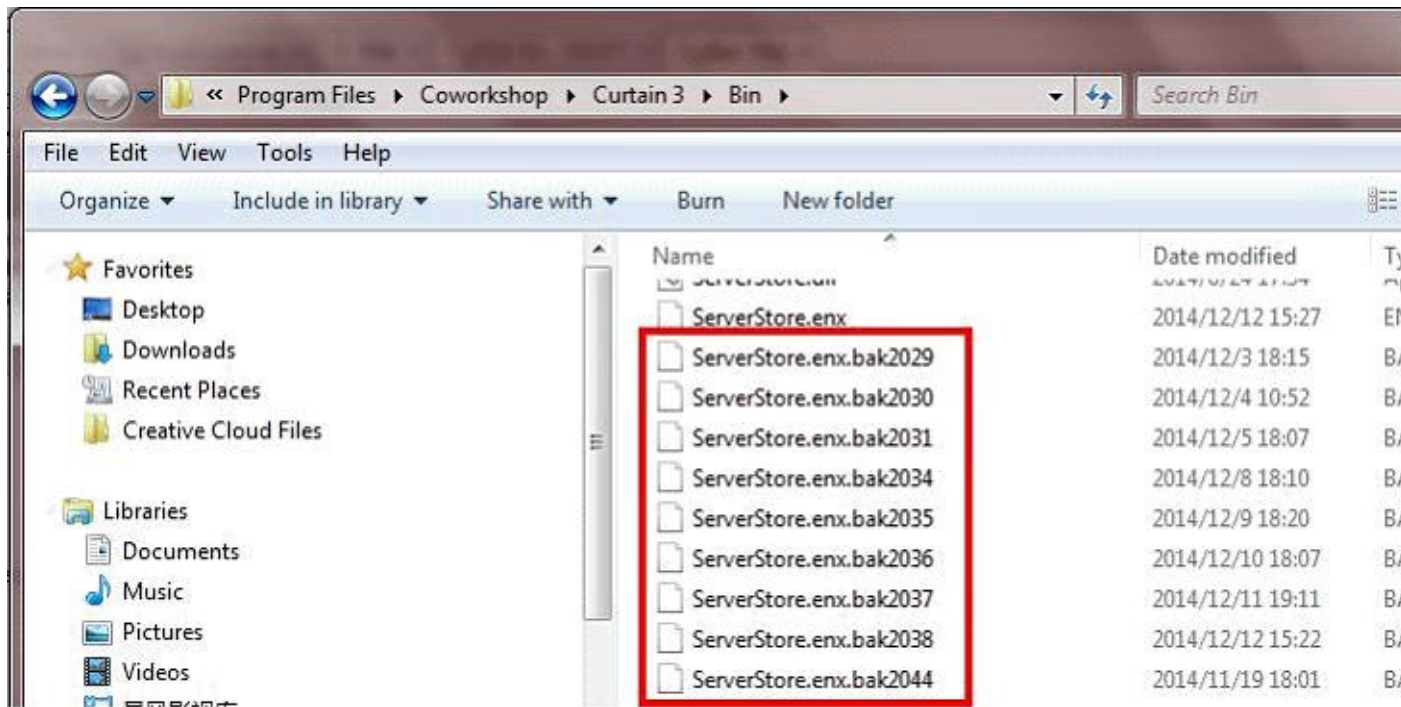 « Program Files ▸ Coworkshop ▸ Curtain 3 ▸ Bin ▸ Search Bin
File Edit View Tools Help
Organize ▾ Include in library ▾ Share with ▾ Burn New folder
Favorites
Desktop
Downloads
Recent Places
Creative Cloud Files
Libraries
Documents
Music
Pictures
Videos
Name Date modified
ServerStore.dll
ServerStore.enx 2014/12/12 15:27
ServerStore.enx.bak2029 2014/12/3 18:15
ServerStore.enx.bak2030 2014/12/4 10:52
ServerStore.enx.bak2031 2014/12/5 18:07
ServerStore.enx.bak2034 2014/12/8 18:10
ServerStore.enx.bak2035 2014/12/9 18:20
ServerStore.enx.bak2036 2014/12/10 18:07
ServerStore.enx.bak2037 2014/12/11 19:11
ServerStore.enx.bak2038 2014/12/12 15:22
ServerStore.enx.bak2044 2014/11/19 18:01